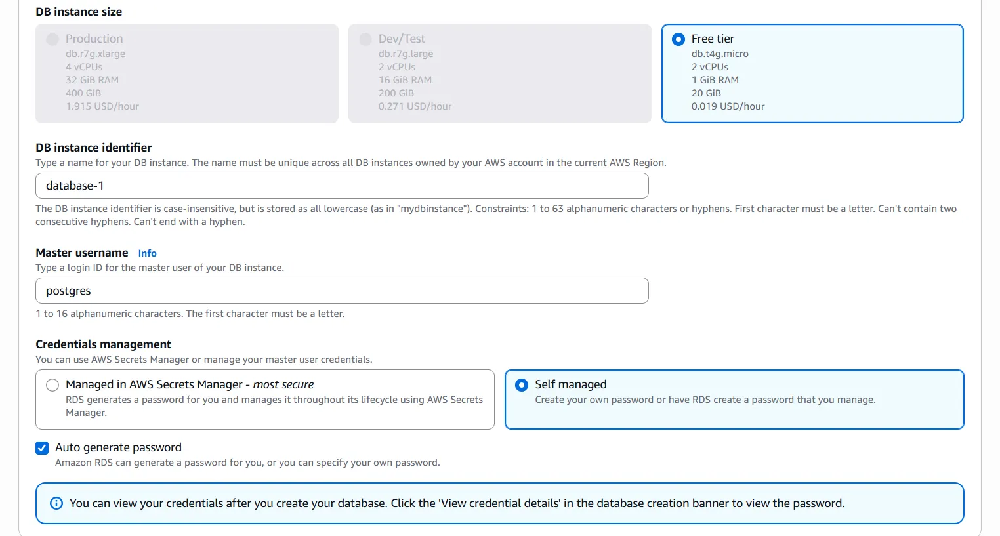 DB instance size
Production
db.r7g.xlarge
4 vCPUs
32 GiB RAM
400 GiB
1.915 USD/hour
Dev/Test
db.r7g.large
2 vCPUs
16 GiB RAM
200 GiB
0.271 USD/hour
Free tier
db.t4g.micro
2 vCPUs
1 GiB RAM
20 GiB
0.019 USD/hour
DB instance identifier
Type a name for your DB instance. The name must be unique across all DB instances owned by your AWS account in the current AWS Region.
database-1
The DB instance identifier is case-insensitive, but is stored as all lowercase (as in "mydbinstance"). Constraints: 1 to 63 alphanumeric characters or hyphens. First character must be a letter. Can't contain two
consecutive hyphens. Can't end with a hyphen.
Master username Info
Type a login ID for the master user of your DB instance.
postgres
1 to 16 alphanumeric characters. The first character must be a letter.
Credentials management
You can use AWS Secrets Manager or manage your master user credentials.
Managed in AWS Secrets Manager - most secure
RDS generates a password for you and manages it throughout its lifecycle using AWS Secrets
Manager.
Self managed
Create your own password or have RDS create a password that you manage.
Auto generate password
Amazon RDS can generate a password for you, or you can specify your own password.
You can view your credentials after you create your database. Click the 'View credential details' in the database creation banner to view the password.